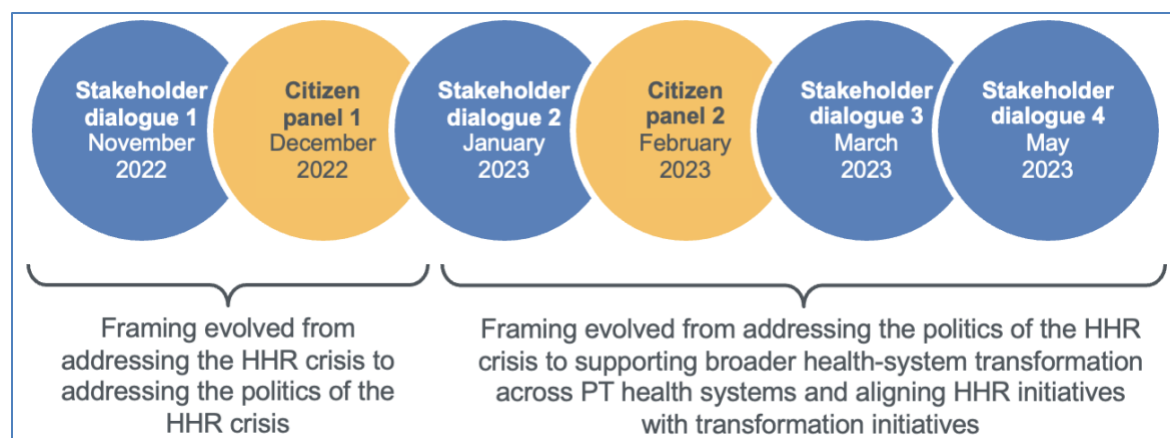 Stakeholder
dialogue 1
November
2022
Citizen
panel 1
December
2022
Stakeholder
dialogue 2
January
2023
Citizen
panel 2
February
2023
Stakeholder
dialogue 3
March
2023
Stakeholder
dialogue 4
May
2023
Framing evolved from
addressing the HHR crisis to
addressing the politics of the
HHR crisis
Framing evolved from addressing the politics of the HHR
crisis to supporting broader health-system transformation
across PT health systems and aligning HHR initiatives
with transformation initiatives